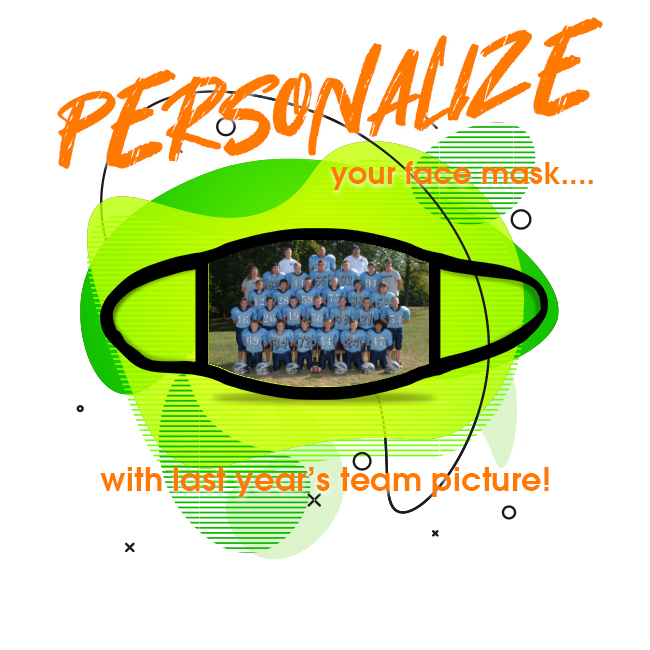 PERSONALIZE
your face mask....
with last year's team picture!